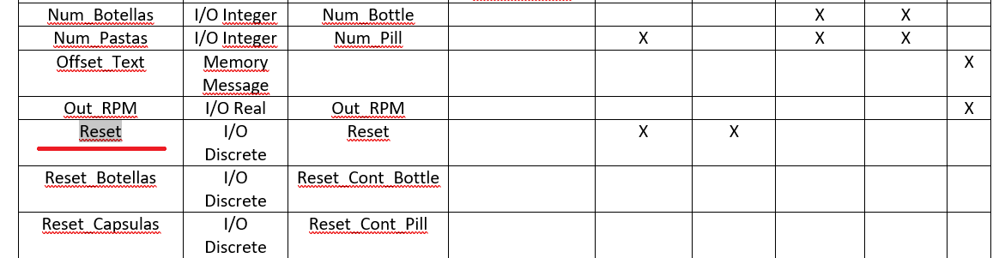 Num_Botellas I/O Integer Num_Bottle X X
Num_Pastas I/O Integer Num_Pill X X X
Offset_Text Memory X
Message
Out_RPM I/O Real Out_RPM X
Reset I/O Reset X X
Discrete
Reset_Botellas I/O Reset_Cont_Bottle
Discrete
Reset_Capsulas I/O Reset_Cont_Pill
Discrete